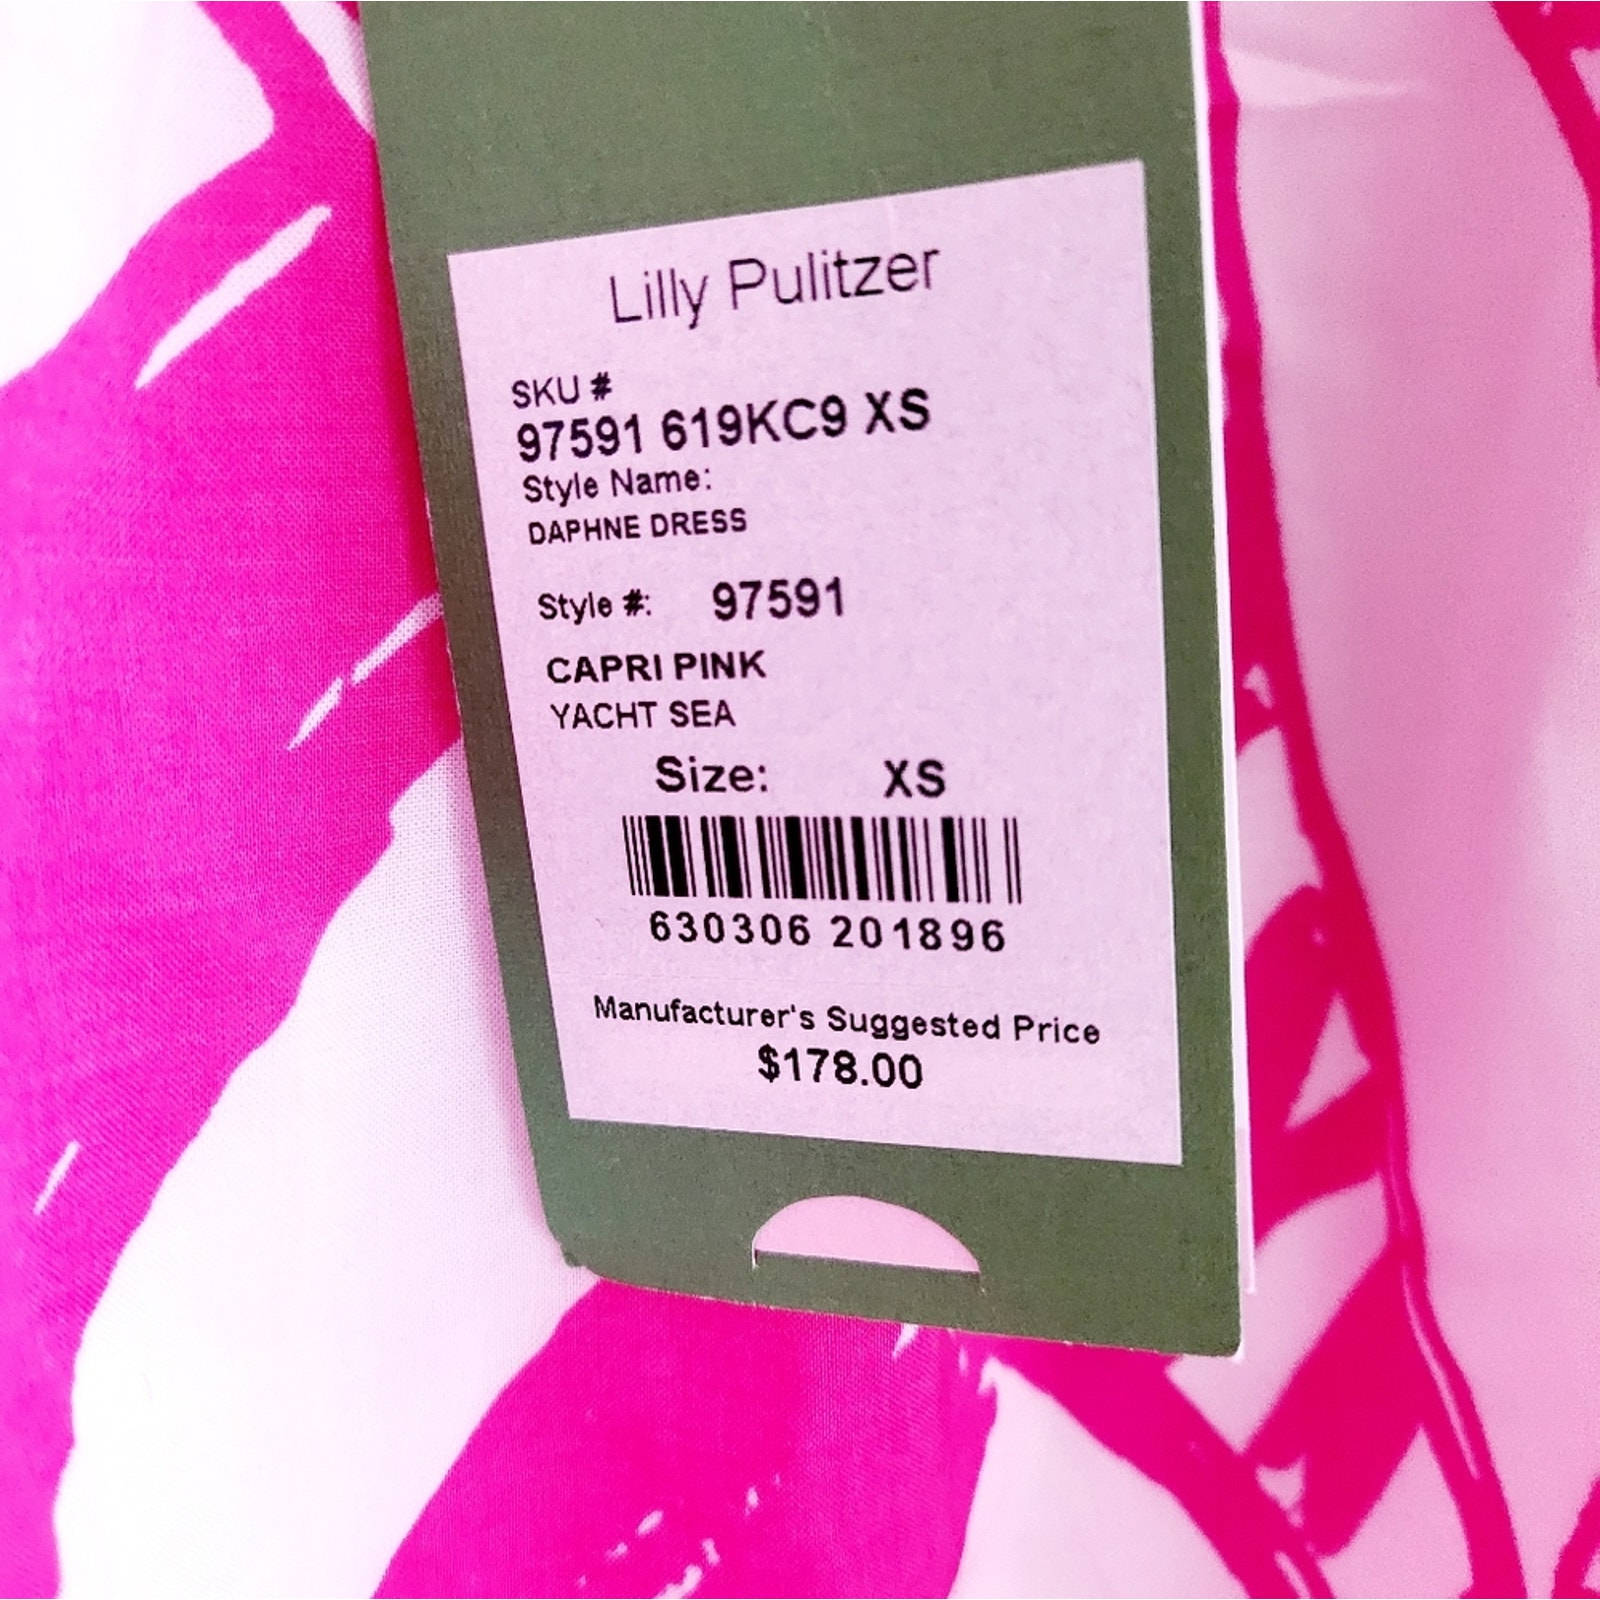 Lilly Pulitzer
SKU #
97591 619KC9 XS
Style Name:
DAPHNE DRESS
Style #: 97591
CAPRI PINK
YACHT SEA
Size: XS
630306 201896
Manufacturer's Suggested Price
$178.00